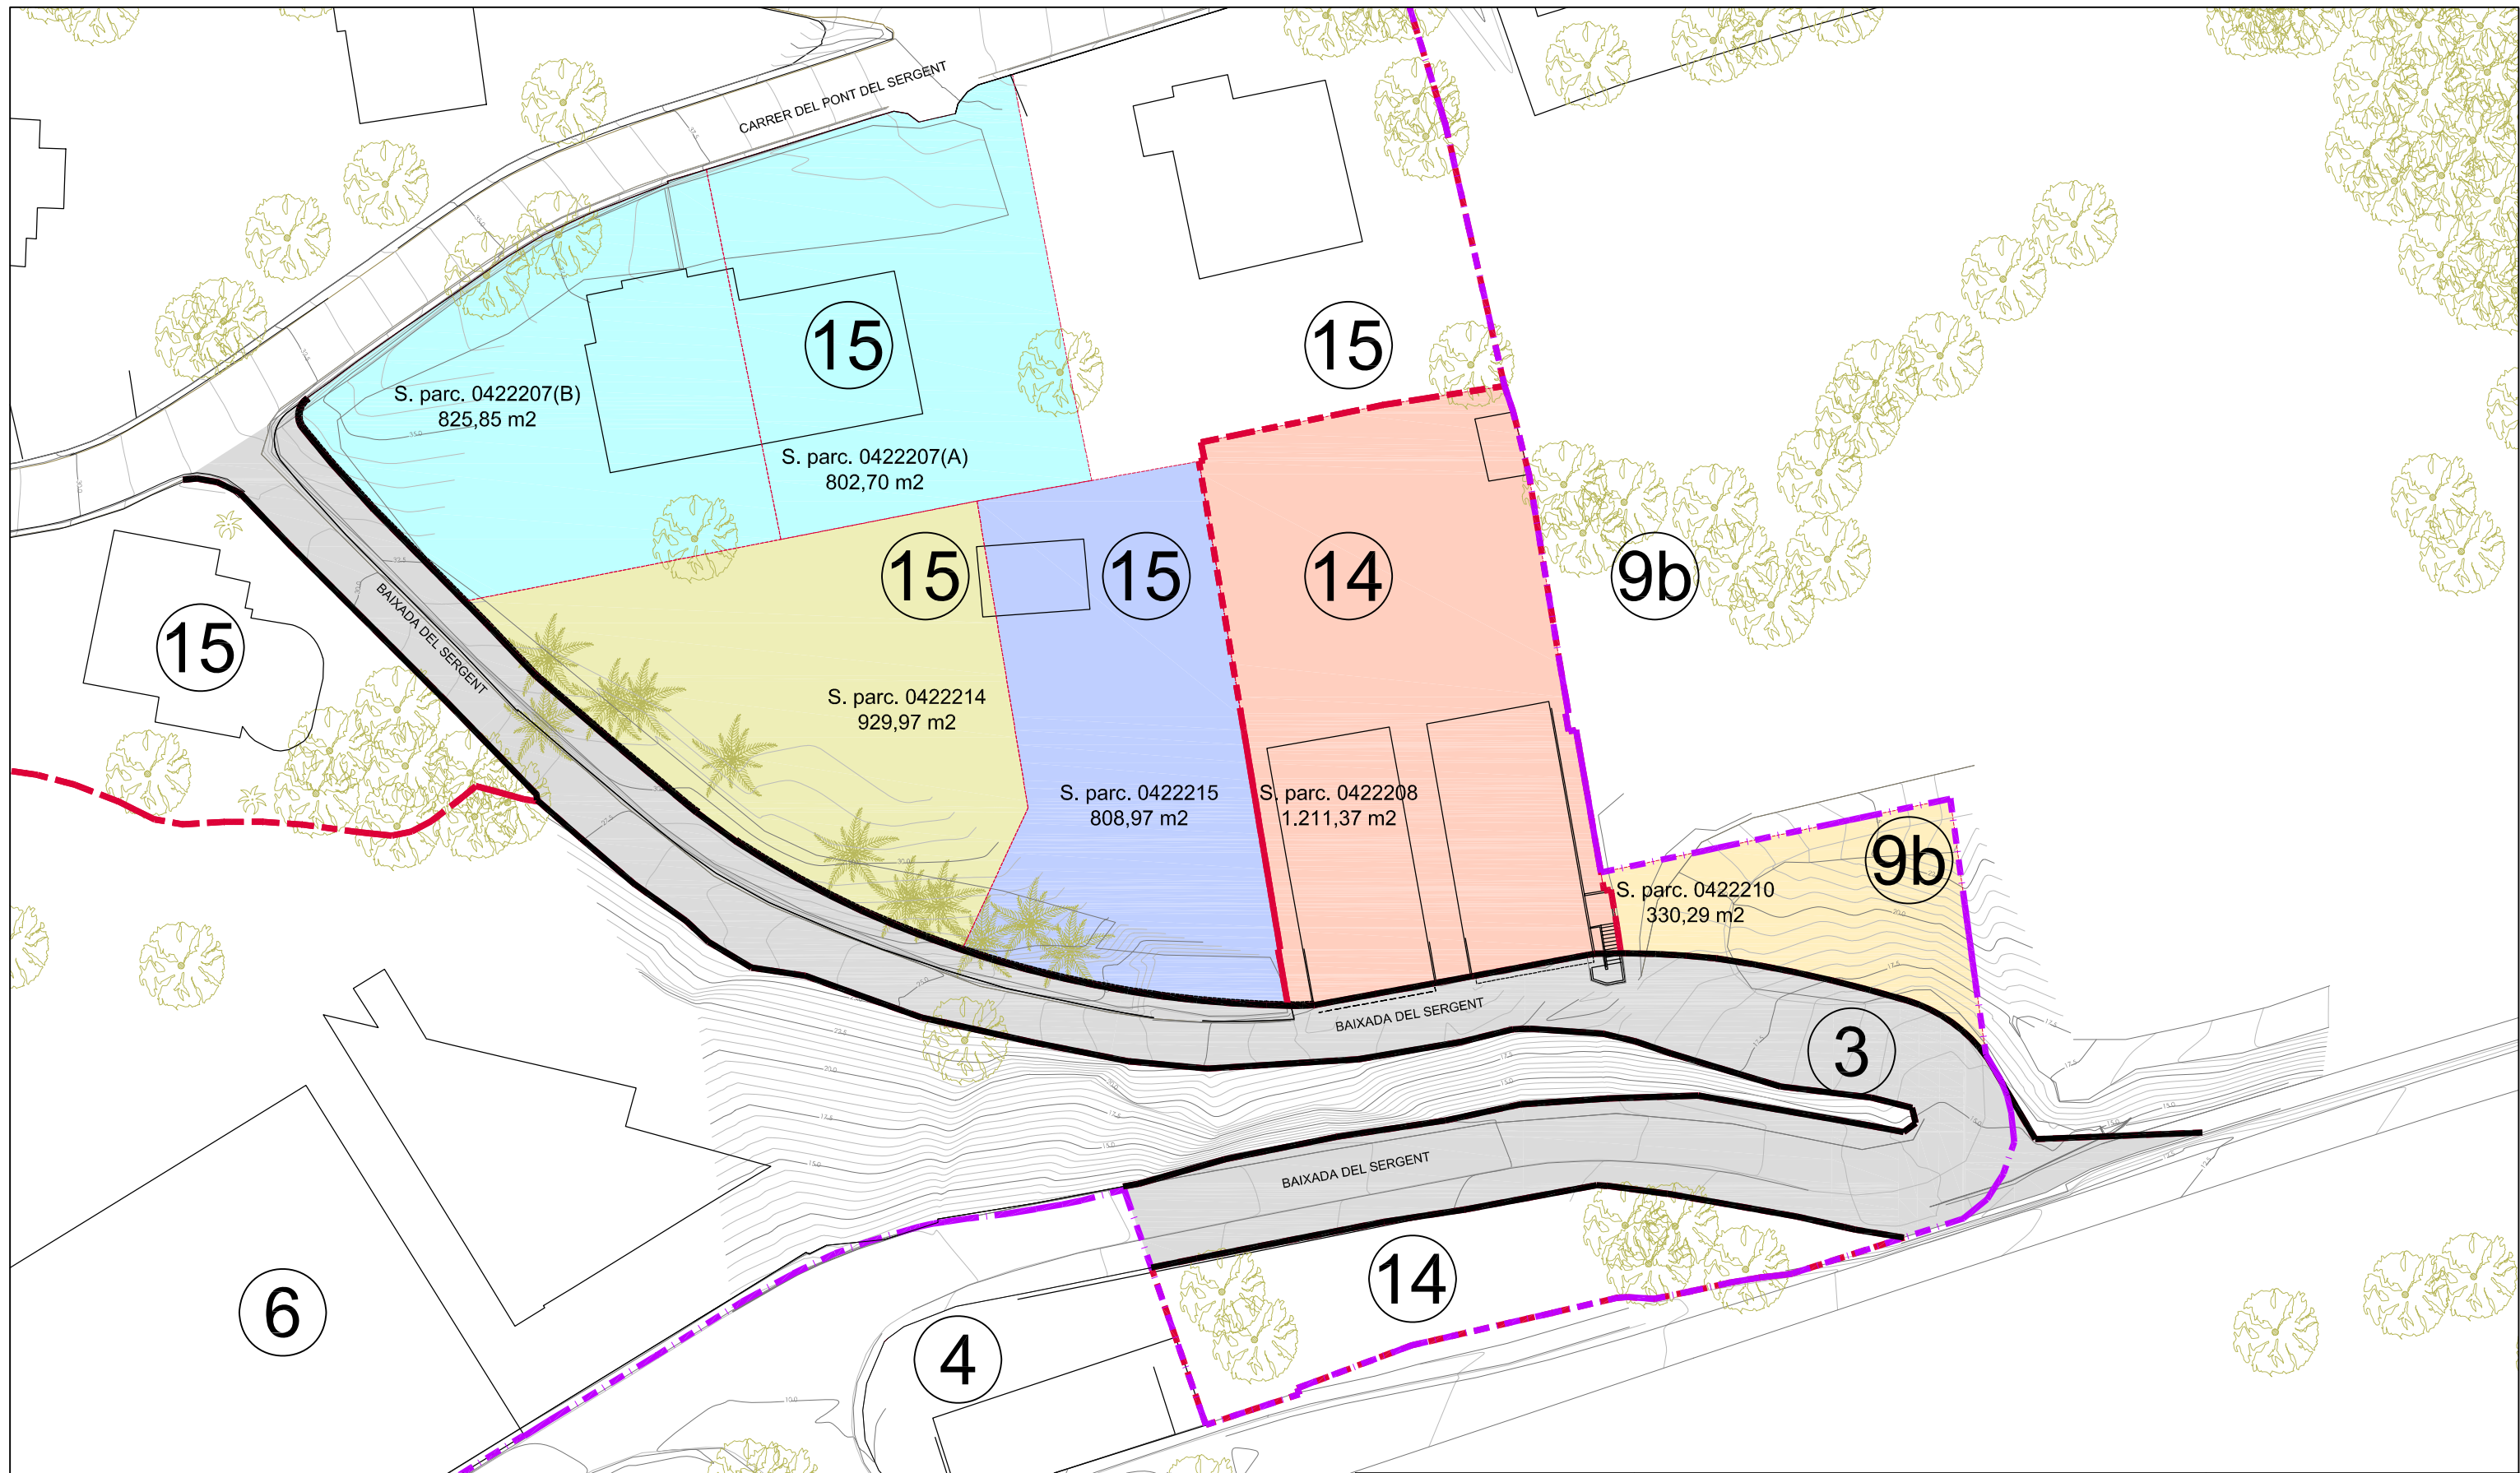 CARRER DEL PONT DEL SERGENT
15
15
S. parc. 0422207(B)
825,85 m2
S. parc. 0422207(A)
802,70 m2
15
15
14
9b
15
BAIXADA DEL SERGENT
S. parc. 0422214
929,97 m2
S. parc. 0422215
808,97 m2
S. parc. 0422208
1.211,37 m2
9b
S. parc. 0422210
330,29 m2
BAIXADA DEL SERGENT
3
BAIXADA DEL SERGENT
14
6
4